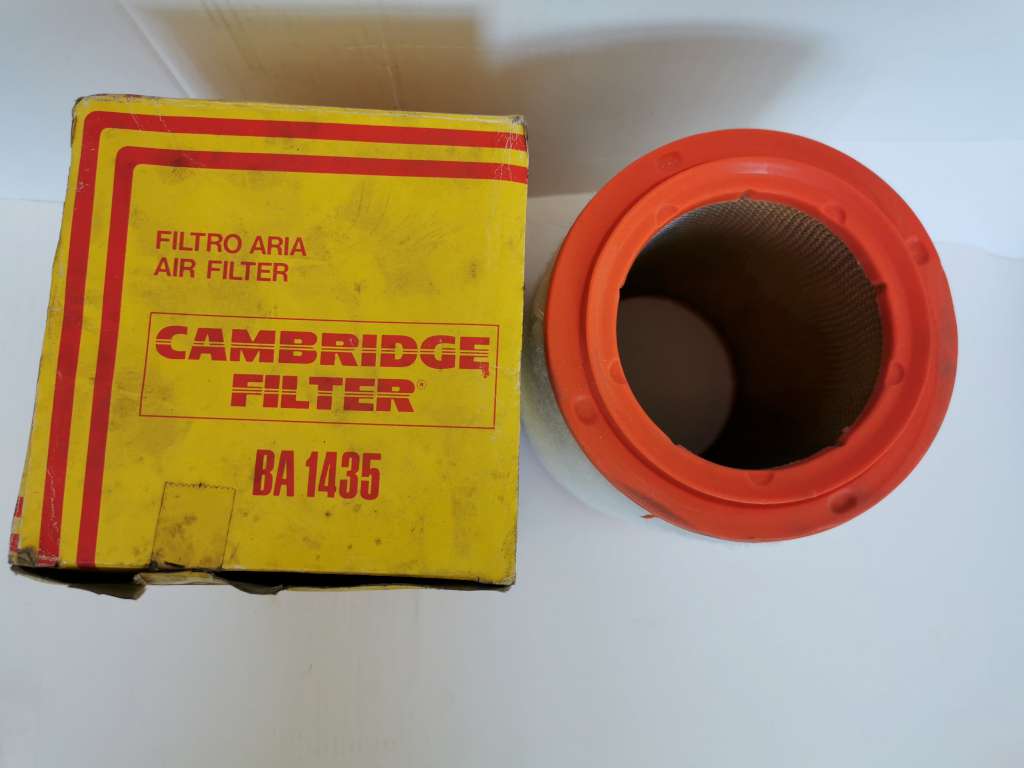 FILTRO ARIA
AIR FILTER
CAMBRIDGE
FILTER®
BA 1435